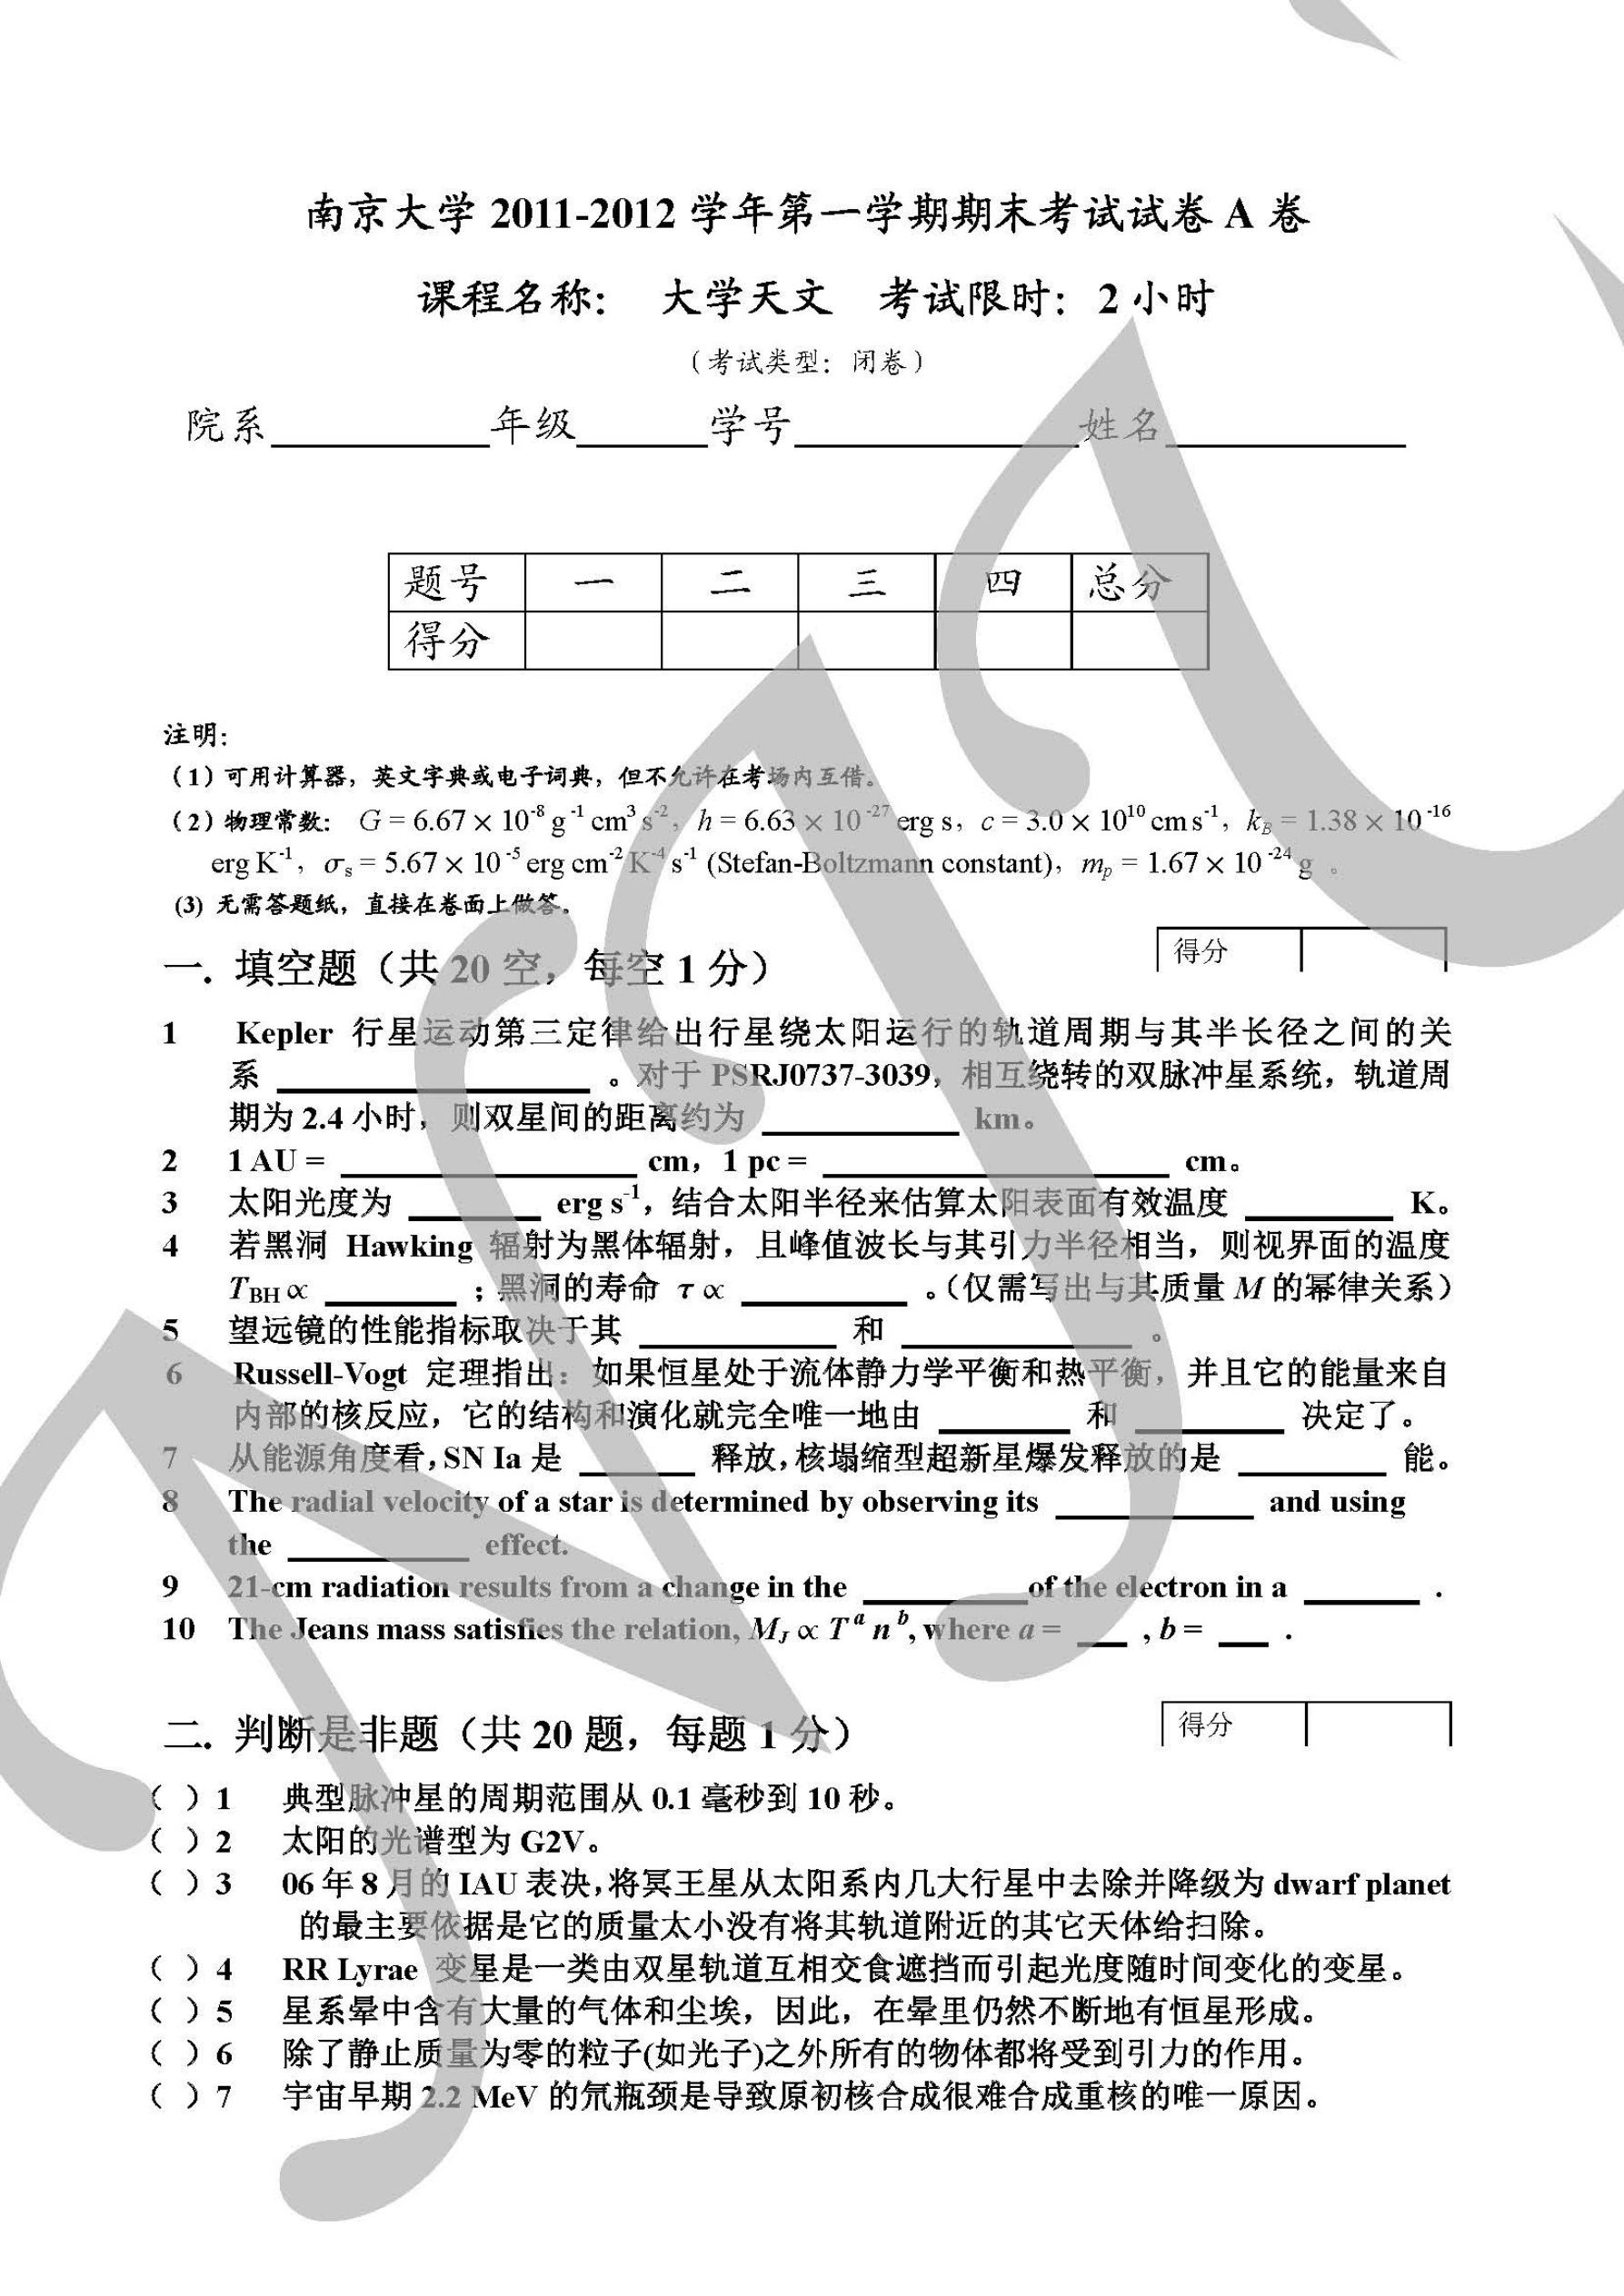 南京大学 2011-2012 学年第一学期期末考试试卷 A 卷
课程名称： 大学天文 考试限时：2 小时
（考试类型：闭卷）
院系 年级 学号 姓名
题号 一 二 三 四 总分
得分
注明：
（1）可用计算器，英文字典或电子词典，但不允许在考场内互借。
（2）物理常数： G = 6.67 × 10^-8 g^-1 cm^3 s^-2，h = 6.63 × 10^-27 erg s，c = 3.0 × 10^10 cm s^-1，k_B = 1.38 × 10^-16
erg K^-1，σ_s = 5.67 × 10^-5 erg cm^-2 K^-4 s^-1 (Stefan-Boltzmann constant)，m_p = 1.67 × 10^-24 g 。
(3) 无需答题纸，直接在卷面上做答。
得分
一. 填空题（共 20 空，每空 1 分）
1 Kepler 行星运动第三定律给出行星绕太阳运行的轨道周期与其半长径之间的关
系 ____ 。对于 PSRJ0737-3039，相互绕转的双脉冲星系统，轨道周
期为 2.4 小时，则双星间的距离约为 ____ km。
2 1 AU = ____ cm，1 pc = ____ cm。
3 太阳光度为 ____ erg s^-1，结合太阳半径来估算太阳表面有效温度 ____ K。
4 若黑洞 Hawking 辐射为黑体辐射，且峰值波长与其引力半径相当，则视界面的温度
T_BH ∝ ____ ；黑洞的寿命 τ ∝ ____ 。（仅需写出与其质量 M 的幂律关系）
5 望远镜的性能指标取决于其 ____ 和 ____ 。
6 Russell-Vogt 定理指出：如果恒星处于流体静力学平衡和热平衡，并且它的能量来自
内部的核反应，它的结构和演化就完全唯一地由 ____ 和 ____ 决定了。
7 从能源角度看，SN Ia 是 ____ 释放，核塌缩型超新星爆发释放的是 ____ 能。
8 The radial velocity of a star is determined by observing its ____ and using
the ____ effect.
9 21-cm radiation results from a change in the ____ of the electron in a ____ .
10 The Jeans mass satisfies the relation, M_J ∝ T^a n^b, where a = ____ , b = ____ .
得分
二. 判断是非题（共 20 题，每题 1 分）
（ ）1 典型脉冲星的周期范围从 0.1 毫秒到 10 秒。
（ ）2 太阳的光谱型为 G2V。
（ ）3 06 年 8 月的 IAU 表决，将冥王星从太阳系内几大行星中去除并降级为 dwarf planet
的最主要依据是它的质量太小没有将其轨道附近的其它天体给扫除。
（ ）4 RR Lyrae 变星是一类由双星轨道互相交食遮挡而引起光度随时间变化的变星。
（ ）5 星系晕中含有大量的气体和尘埃，因此，在晕里仍然不断地有恒星形成。
（ ）6 除了静止质量为零的粒子(如光子)之外所有的物体都将受到引力的作用。
（ ）7 宇宙早期 2.2 MeV 的氘瓶颈是导致原初核合成很难合成重核的唯一原因。
NJU